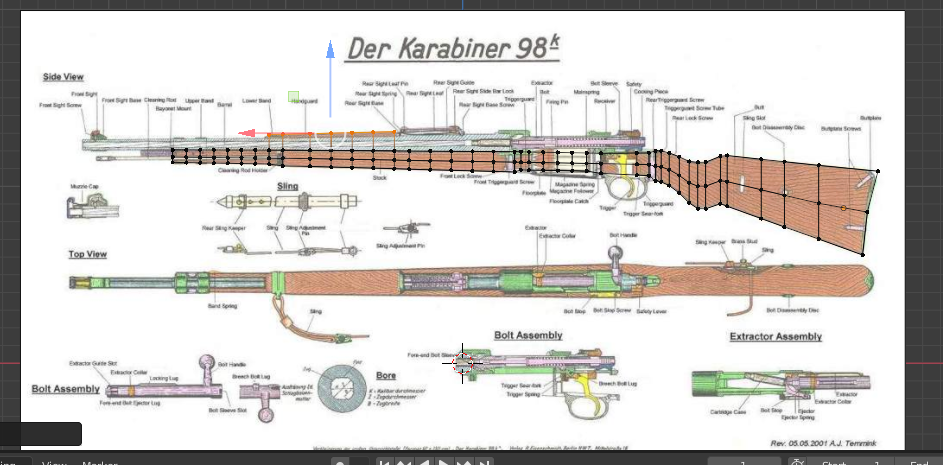 Der Karabiner 98k
Side View
Front Sight
Front Sight Screw
Front Sight Base
Cleaning Rod
Bayonet Mount
Upper Band
Barrel
Lower Band
Handguard
Rear Sight Leaf Pin
Rear Sight Spring
Rear Sight Base
Rear Sight Guide
Rear Sight Leaf
Rear Sight Slide Bar Lock
Rear Sight Base Screw
Triggerguard Screw
Extractor
Bolt
Firing Pin
Mainspring
Bolt Sleeve
Receiver
Safety
Cocking Piece
Rear Triggerguard Screw
Triggerguard Screw Tube
Rear Lock Screw
Butt
Sling Slot
Bolt Disassembly Disc
Buttplate
Buttplate Screws
Cleaning Rod Holder
Stock
Front Lock Screw
Front Triggerguard Screw
Floorplate
Magazine Spring
Magazine Follower
Floorplate Catch
Trigger
Trigger Sear-fork
Triggerguard
Muzzle Cap
Sling
Rear Sling Keeper
Sling
Sling Adjustment
Pin
Sling Adjustment Pin
Top View
Extractor
Extractor Collar
Bolt Handle
Sling Keeper
Brass Stud
Sling
Band Spring
Sling
Bolt Stop
Bolt Stop Screw
Safety Lever
Bolt Disassembly Disc
Bolt Assembly
Extractor Guide Slot
Extractor Collar
Locking Lug
Bolt Handle
Breech Bolt Lug
Fore-end Bolt Ejector Lug
Bolt Sleeve Slot
Bore
Bolt Assembly
Fore-end Bolt Sleeve
Trigger Sear-fork
Trigger Spring
Breech Bolt Lug
Extractor Assembly
Cartridge Case
Bolt Stop
Ejector
Ejector Spring
Extractor
Extractor Collar
Rev. 05.05.2001 A.J. Temmink
View
Marker
1
Start
1
End